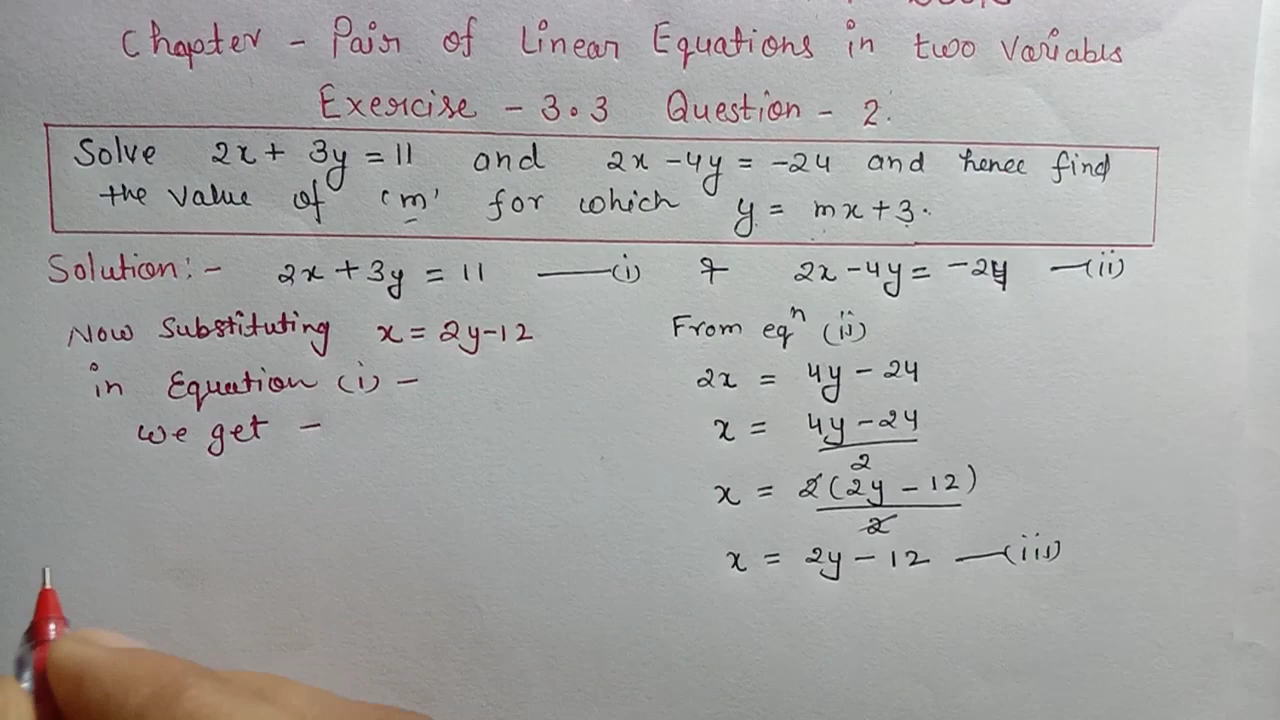 Chapter - Pair of Linear Equations in two variabls
Exercise - 3.3 Question - 2.
Solve 2x + 3y = 11 and 2x - 4y = -24 and hence find
the value of 'm' for which y = mx + 3.
Solution:- 2x + 3y = 11 —(i) & 2x - 4y = -24 —(ii)
Now Substituting x = 2y-12
in Equation (i) -
we get -
From eqⁿ (ii)
2x = 4y - 24
x = 4y - 24
2
x = 2(2y - 12)
2
x = 2y - 12 —(iii)